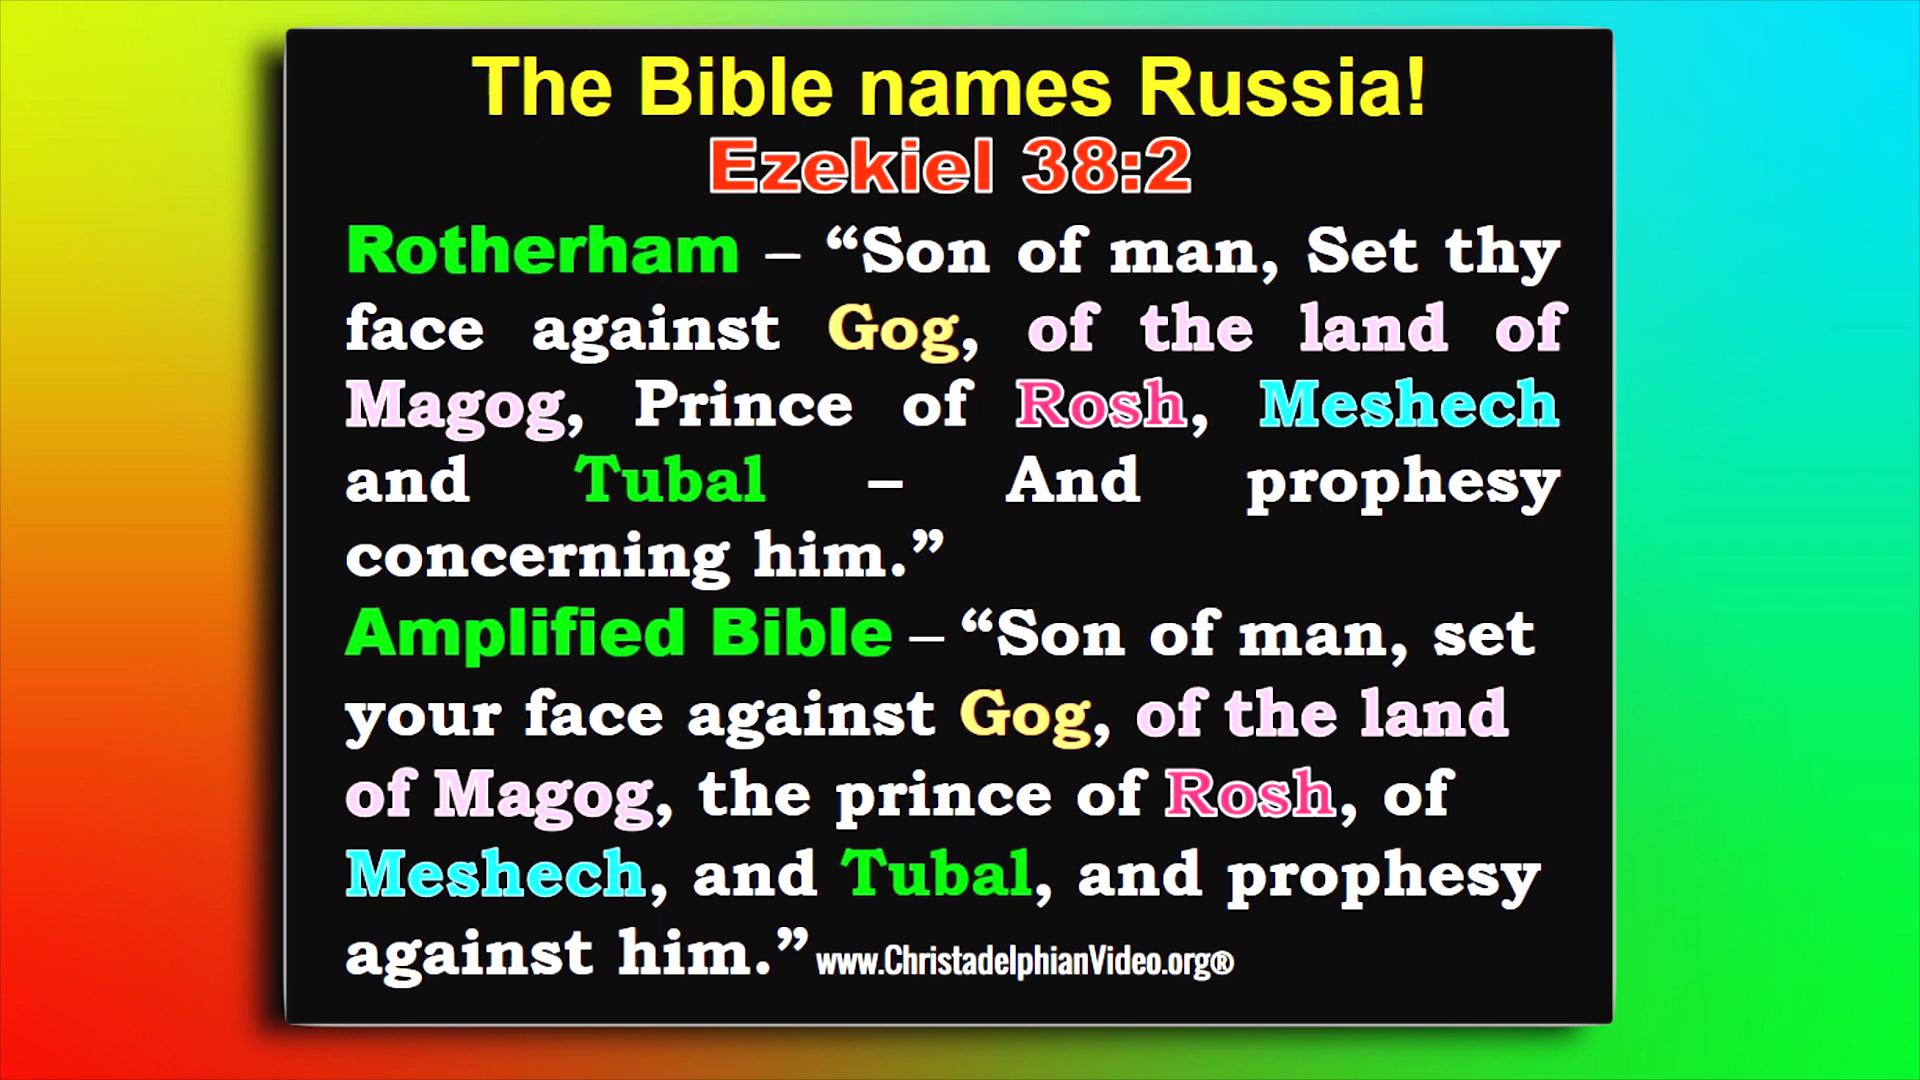 The Bible names Russia!
Ezekiel 38:2
Rotherham – “Son of man, Set thy
face against Gog, of the land of
Magog, Prince of Rosh, Meshech
and Tubal – And prophesy
concerning him.”
Amplified Bible – “Son of man, set
your face against Gog, of the land
of Magog, the prince of Rosh, of
Meshech, and Tubal, and prophesy
against him.” www.ChristadelphianVideo.org®